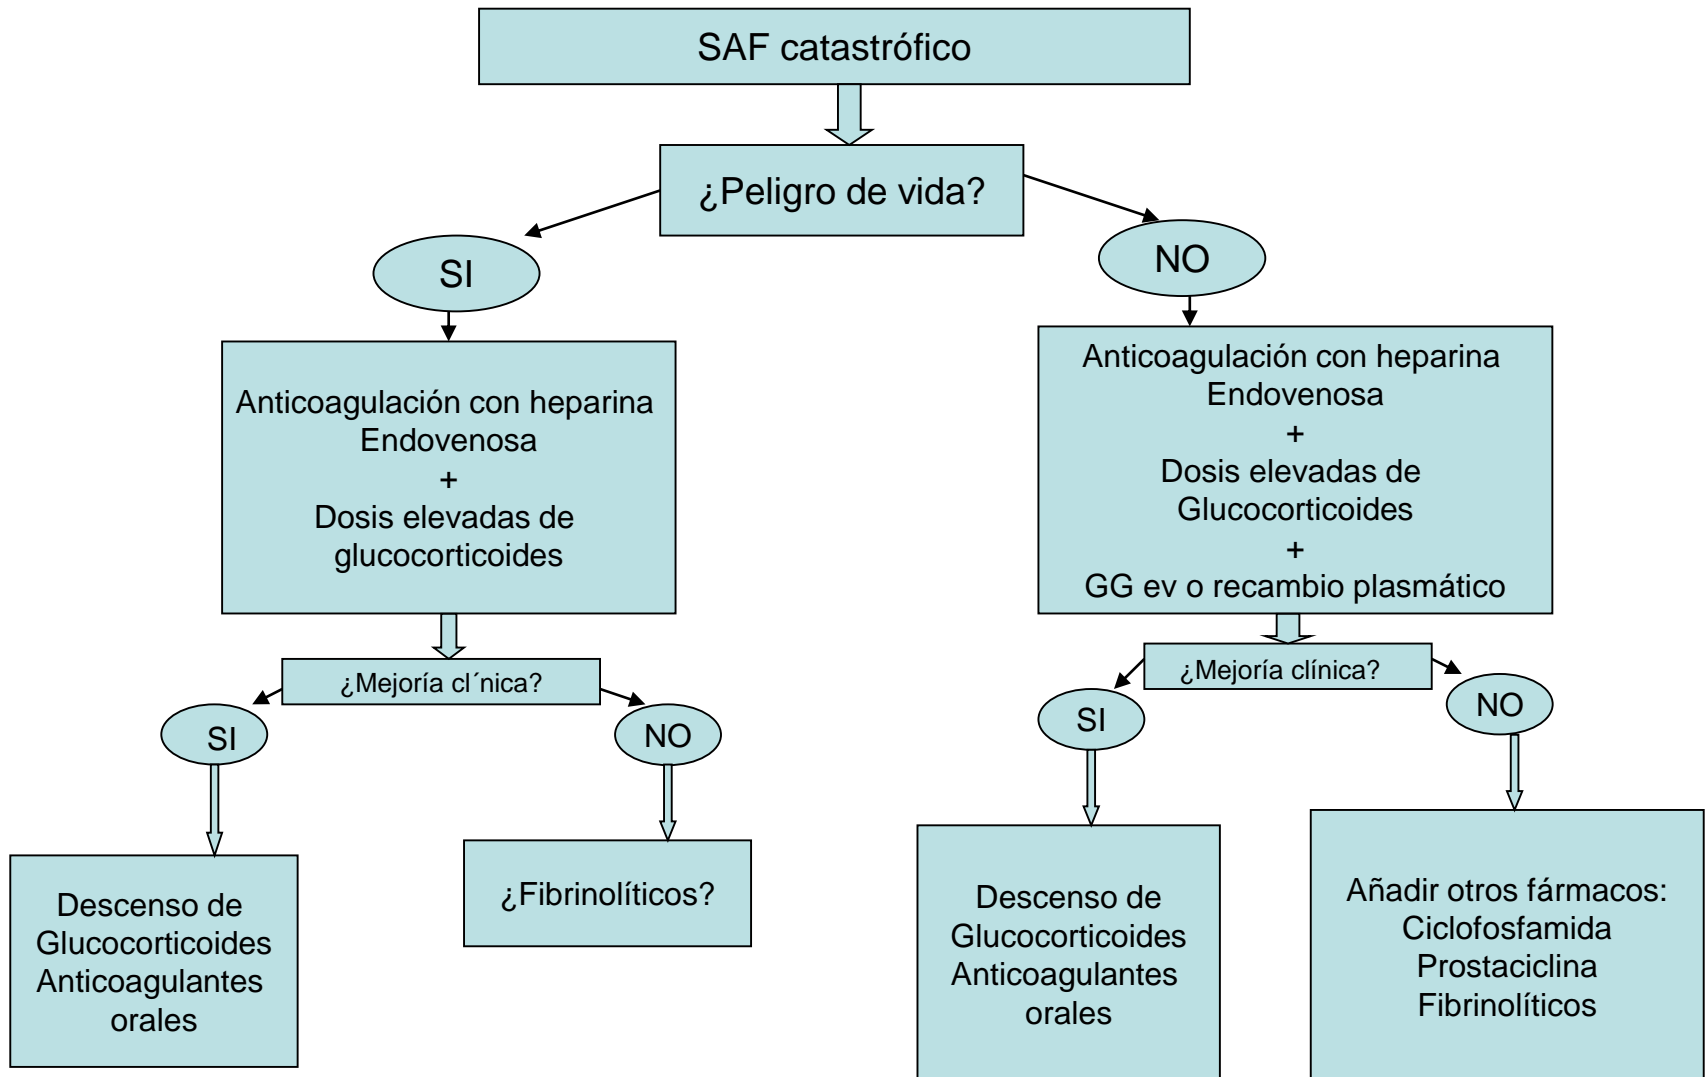 SAF catastrófico
¿Peligro de vida?
SI
NO
Anticoagulación con heparina
Endovenosa
+
Dosis elevadas de
glucocorticoides
Anticoagulación con heparina
Endovenosa
+
Dosis elevadas de
Glucocorticoides
+
GG ev o recambio plasmático
¿Mejoría cl´nica?
¿Mejoría clínica?
SI
NO
SI
NO
Descenso de
Glucocorticoides
Anticoagulantes
orales
¿Fibrinolíticos?
Descenso de
Glucocorticoides
Anticoagulantes
orales
Añadir otros fármacos:
Ciclofosfamida
Prostaciclina
Fibrinolíticos